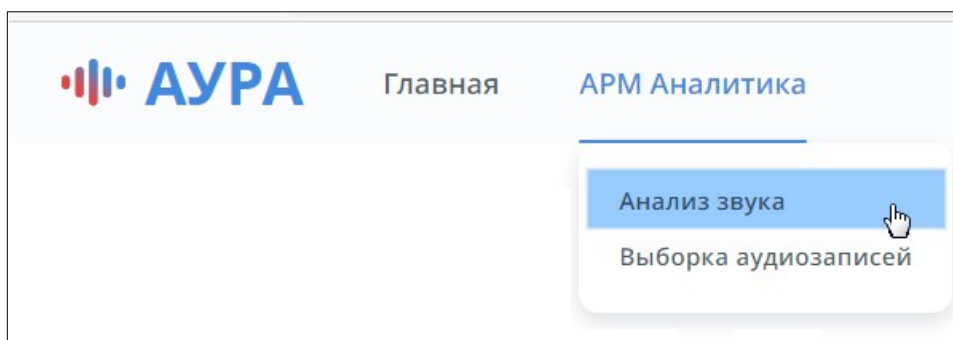 АУРА Главная АРМ Аналитика
Анализ звука
Выборка аудиозаписей